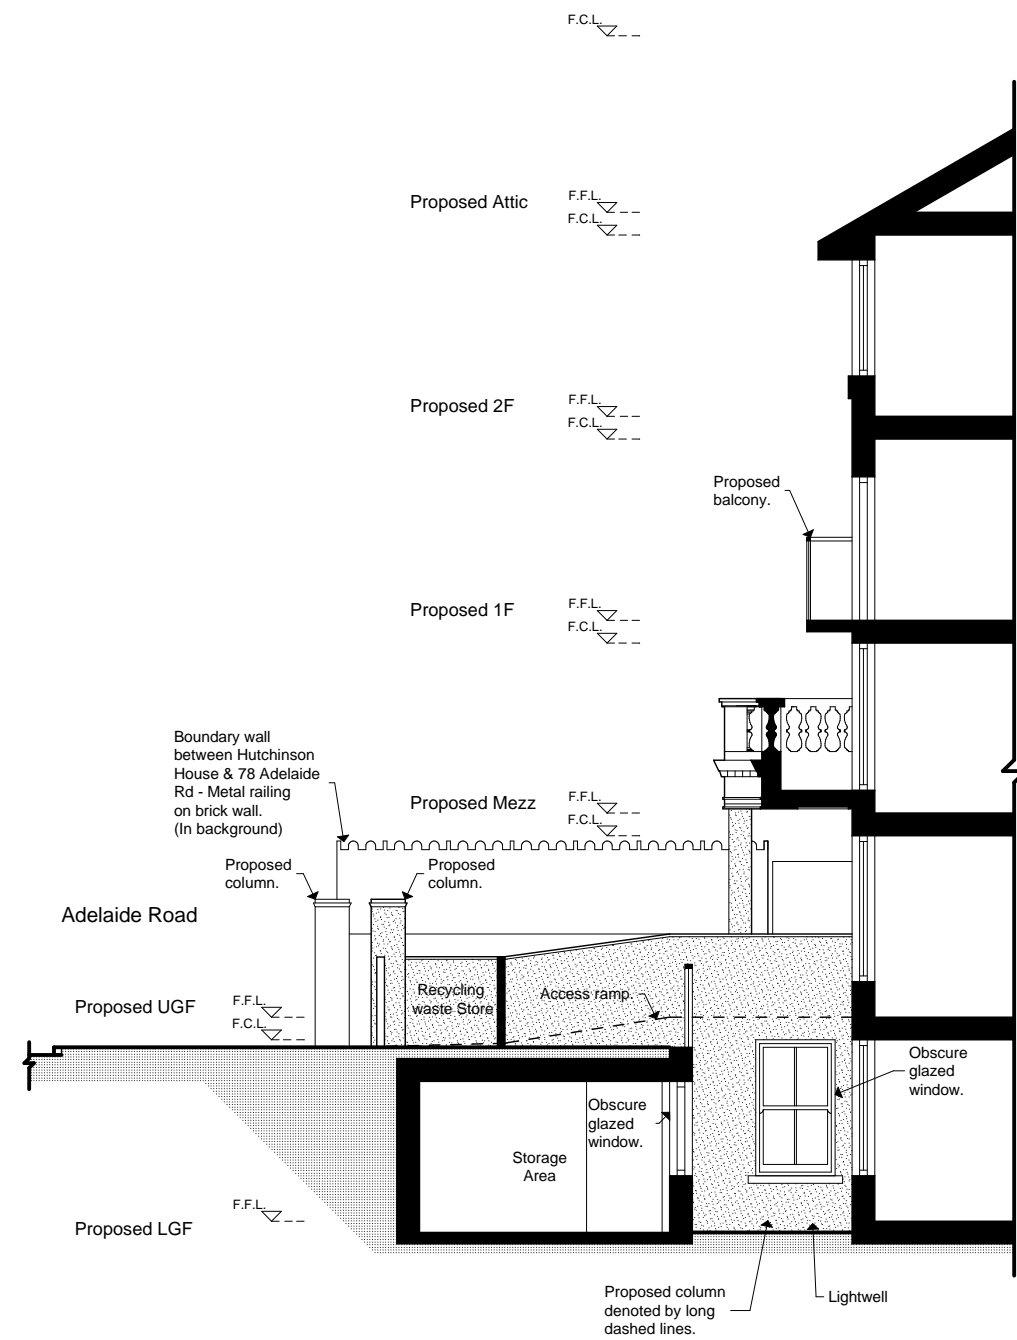 F.C.L.
Proposed Attic
F.F.L.
F.C.L.
Proposed 2F
F.F.L.
F.C.L.
Proposed
balcony.
Proposed 1F
F.F.L.
F.C.L.
Boundary wall
between Hutchinson
House & 78 Adelaide
Rd - Metal railing
on brick wall.
(In background)
Proposed Mezz
F.F.L.
F.C.L.
Proposed
column.
Proposed
column.
Adelaide Road
Recycling
waste Store
Access ramp.
Proposed UGF
F.F.L.
F.C.L.
Obscure
glazed
window.
Obscure
glazed
window.
Storage
Area
Proposed LGF
F.F.L.
Proposed column
denoted by long
dashed lines.
Lightwell